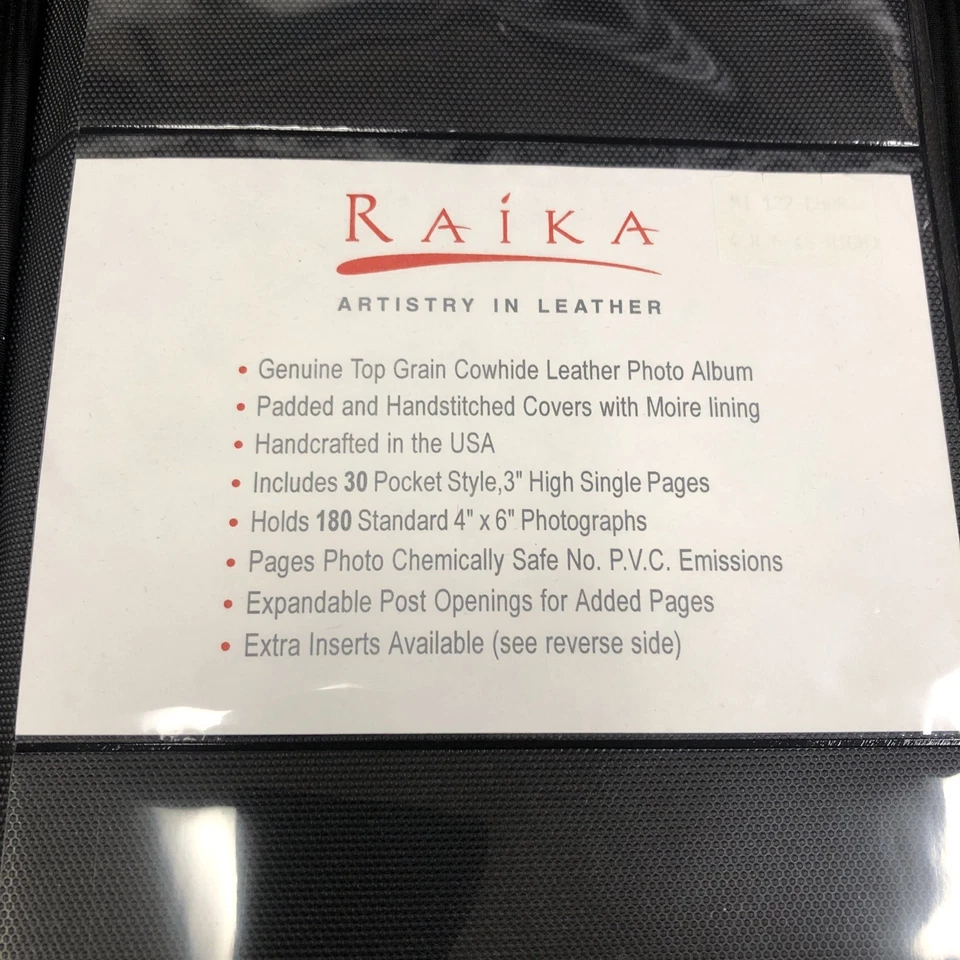 RAíKA
ARTISTRY IN LEATHER
• Genuine Top Grain Cowhide Leather Photo Album
• Padded and Handstitched Covers with Moire lining
• Handcrafted in the USA
• Includes 30 Pocket Style,3" High Single Pages
• Holds 180 Standard 4" x 6" Photographs
• Pages Photo Chemically Safe No. P.V.C. Emissions
• Expandable Post Openings for Added Pages
• Extra Inserts Available (see reverse side)